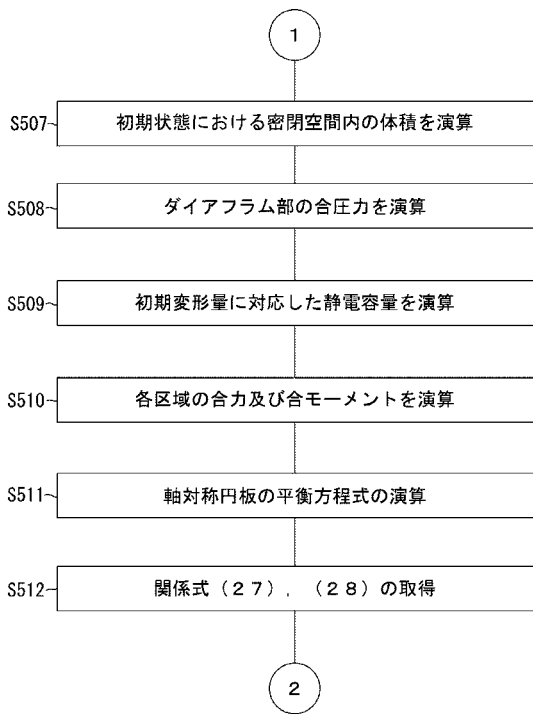 1
S507 初期状態における密閉空間内の体積を演算
S508 ダイアフラム部の合圧力を演算
S509 初期変形量に対応した静電容量を演算
S510 各区域の合力及び合モーメントを演算
S511 軸対称円板の平衡方程式の演算
S512 関係式（２７），（２８）の取得
2